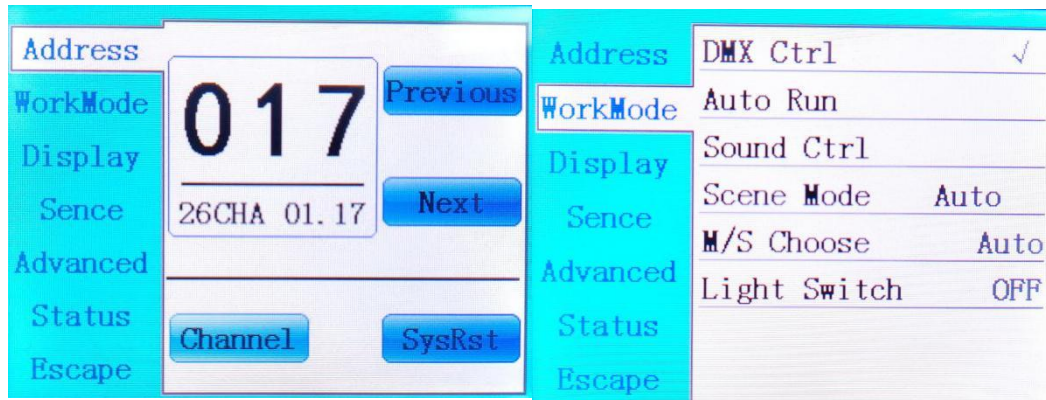 Address
WorkMode
Display
Sence
Advanced
Status
Escape
017
26CHA 01.17
Previous
Next
Channel
SysRst
Address
WorkMode
Display
Sence
Advanced
Status
Escape
DMX Ctrl √
Auto Run
Sound Ctrl
Scene Mode Auto
M/S Choose Auto
Light Switch OFF